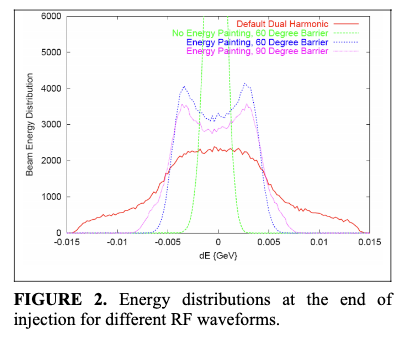 6000
Default Dual Harmonic
No Energy Painting, 60 Degree Barrier
Energy Painting, 60 Degree Barrier
Energy Painting, 90 Degree Barrier
5000
4000
3000
2000
1000
0
Beam Energy Distribution
-0.015
-0.01
-0.005
0
0.005
0.01
0.015
dE {GeV}
FIGURE 2. Energy distributions at the end of
injection for different RF waveforms.